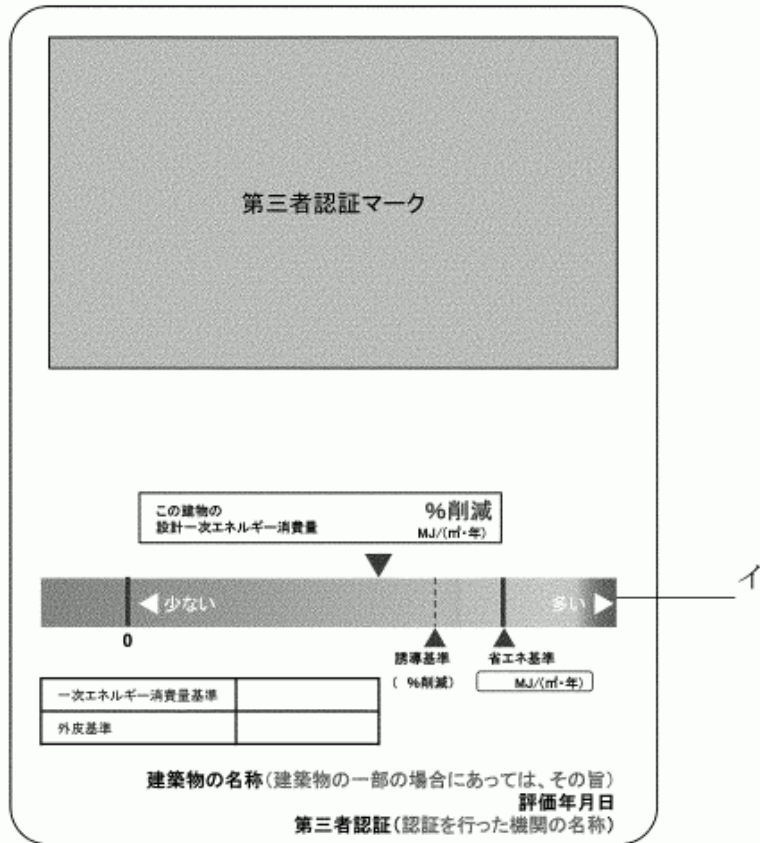 第三者認証マーク
この建物の
設計一次エネルギー消費量
%削減
MJ/(㎡・年)
少ない
多い
イ
0
誘導基準
( %削減)
省エネ基準
MJ/(㎡・年)
一次エネルギー消費量基準
外皮基準
建築物の名称(建築物の一部の場合にあっては、その旨)
評価年月日
第三者認証(認証を行った機関の名称)